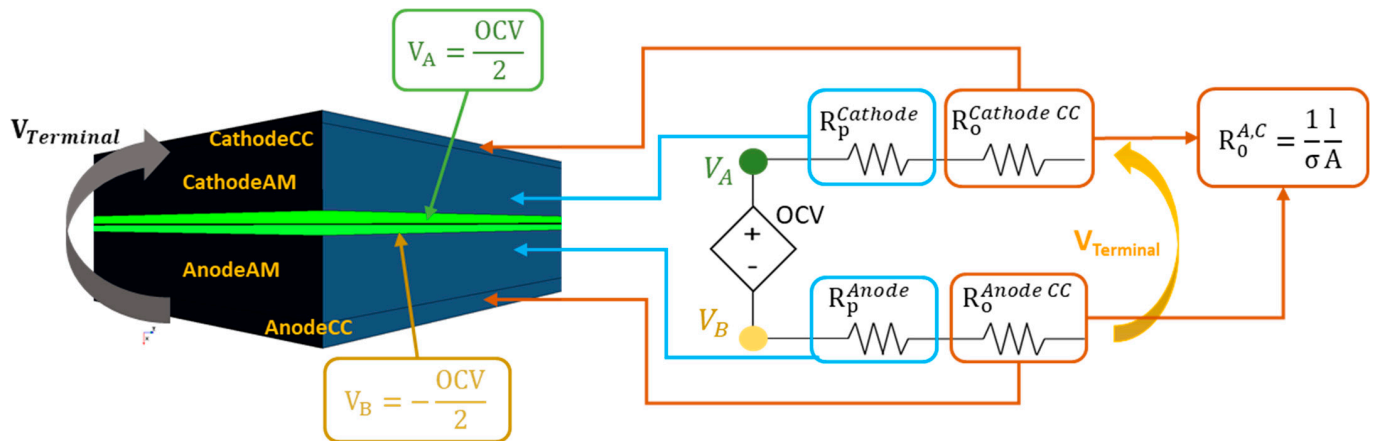 V_A = OCV/2
V_Terminal
CathodeCC
CathodeAM
AnodeAM
AnodeCC
V_B = − OCV/2
R_p^Cathode
R_o^Cathode CC
R_0^A,C = 1/σ l/A
V_A
OCV
+
-
V_Terminal
V_B
R_p^Anode
R_o^Anode CC